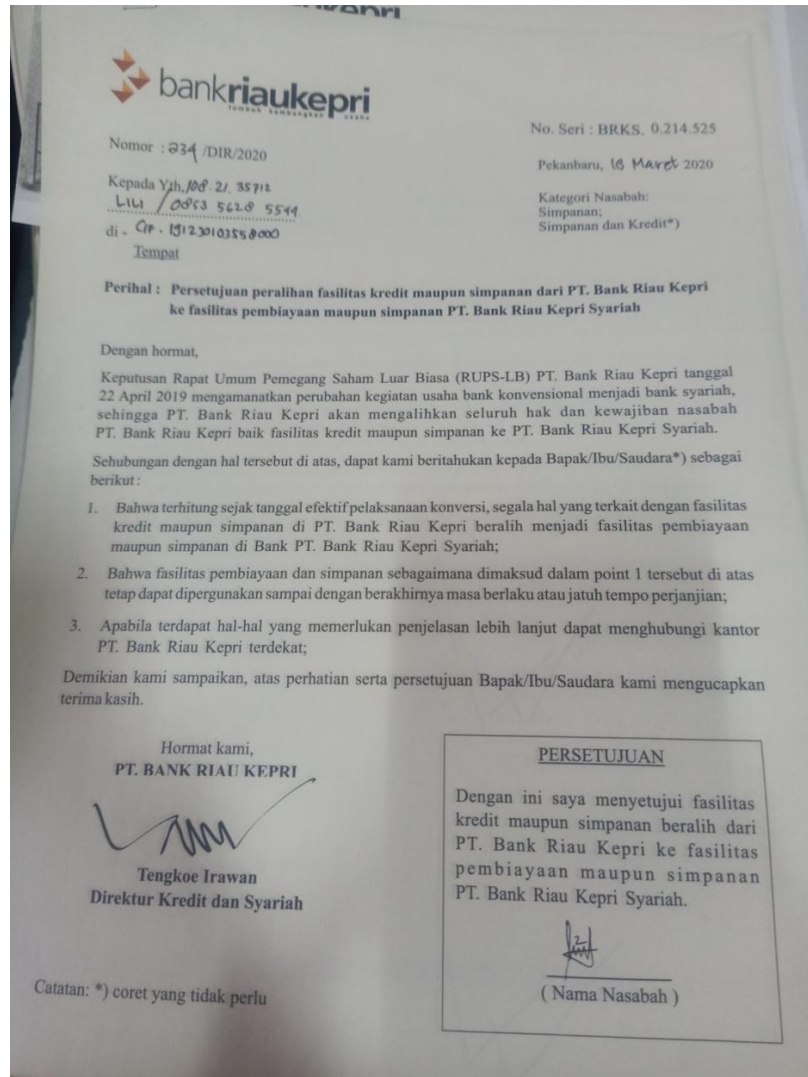 bankriaukepri
tumbuh kembangkan usaha
No. Seri : BRKS. 0.214.525
Nomor : 234 /DIR/2020
Pekanbaru, 18 Maret 2020
Kepada Yth, 108. 21. 35712
LILI / 0853 5628 5544
di - CIF. 191230103558000
Tempat
Kategori Nasabah:
Simpanan;
Simpanan dan Kredit*)
Perihal : Persetujuan peralihan fasilitas kredit maupun simpanan dari PT. Bank Riau Kepri
ke fasilitas pembiayaan maupun simpanan PT. Bank Riau Kepri Syariah
Dengan hormat,
Keputusan Rapat Umum Pemegang Saham Luar Biasa (RUPS-LB) PT. Bank Riau Kepri tanggal
22 April 2019 mengamanatkan perubahan kegiatan usaha bank konvensional menjadi bank syariah,
sehingga PT. Bank Riau Kepri akan mengalihkan seluruh hak dan kewajiban nasabah
PT. Bank Riau Kepri baik fasilitas kredit maupun simpanan ke PT. Bank Riau Kepri Syariah.
Sehubungan dengan hal tersebut di atas, dapat kami beritahukan kepada Bapak/Ibu/Saudara*) sebagai
berikut :
1. Bahwa terhitung sejak tanggal efektif pelaksanaan konversi, segala hal yang terkait dengan fasilitas
kredit maupun simpanan di PT. Bank Riau Kepri beralih menjadi fasilitas pembiayaan
maupun simpanan di Bank PT. Bank Riau Kepri Syariah;
2. Bahwa fasilitas pembiayaan dan simpanan sebagaimana dimaksud dalam point 1 tersebut di atas
tetap dapat dipergunakan sampai dengan berakhirnya masa berlaku atau jatuh tempo perjanjian;
3. Apabila terdapat hal-hal yang memerlukan penjelasan lebih lanjut dapat menghubungi kantor
PT. Bank Riau Kepri terdekat;
Demikian kami sampaikan, atas perhatian serta persetujuan Bapak/Ibu/Saudara kami mengucapkan
terima kasih.
Hormat kami,
PT. BANK RIAU KEPRI
Tengkoe Irawan
Direktur Kredit dan Syariah
PERSETUJUAN
Dengan ini saya menyetujui fasilitas
kredit maupun simpanan beralih dari
PT. Bank Riau Kepri ke fasilitas
pembiayaan maupun simpanan
PT. Bank Riau Kepri Syariah.
( Nama Nasabah )
Catatan: *) coret yang tidak perlu